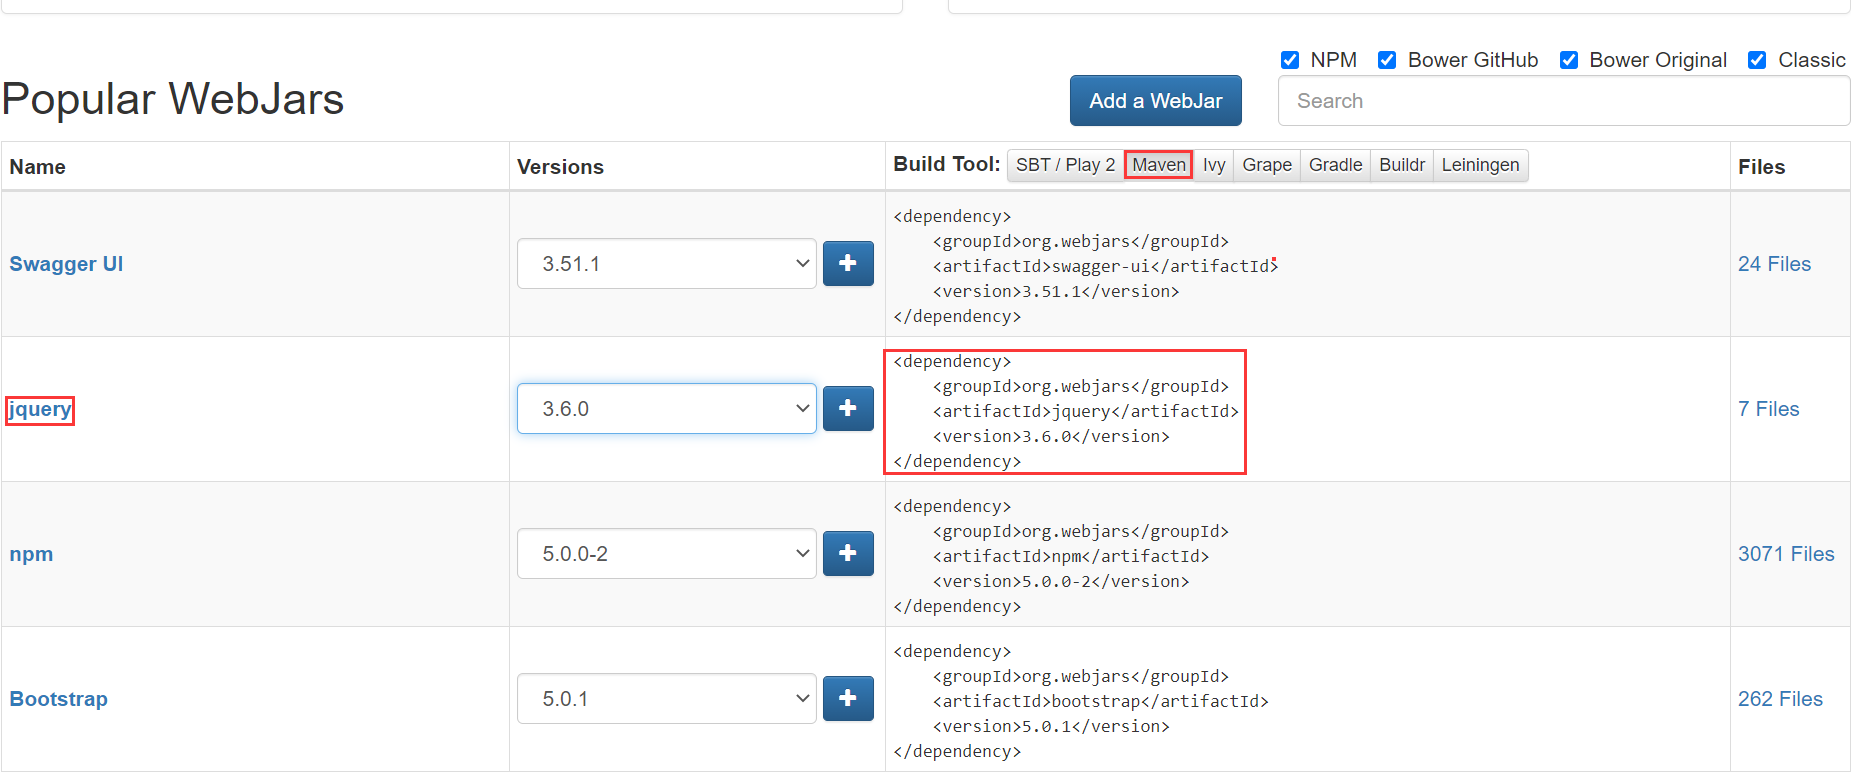 NPM Bower GitHub Bower Original Classic
Popular WebJars
Add a WebJar
Search
Name
Versions
Build Tool: SBT / Play 2 Maven Ivy Grape Gradle Buildr Leiningen
Files
Swagger UI
3.51.1
<dependency>
    <groupId>org.webjars</groupId>
    <artifactId>swagger-ui</artifactId>
    <version>3.51.1</version>
</dependency>
24 Files
jquery
3.6.0
<dependency>
    <groupId>org.webjars</groupId>
    <artifactId>jquery</artifactId>
    <version>3.6.0</version>
</dependency>
7 Files
npm
5.0.0-2
<dependency>
    <groupId>org.webjars</groupId>
    <artifactId>npm</artifactId>
    <version>5.0.0-2</version>
</dependency>
3071 Files
Bootstrap
5.0.1
<dependency>
    <groupId>org.webjars</groupId>
    <artifactId>bootstrap</artifactId>
    <version>5.0.1</version>
</dependency>
262 Files